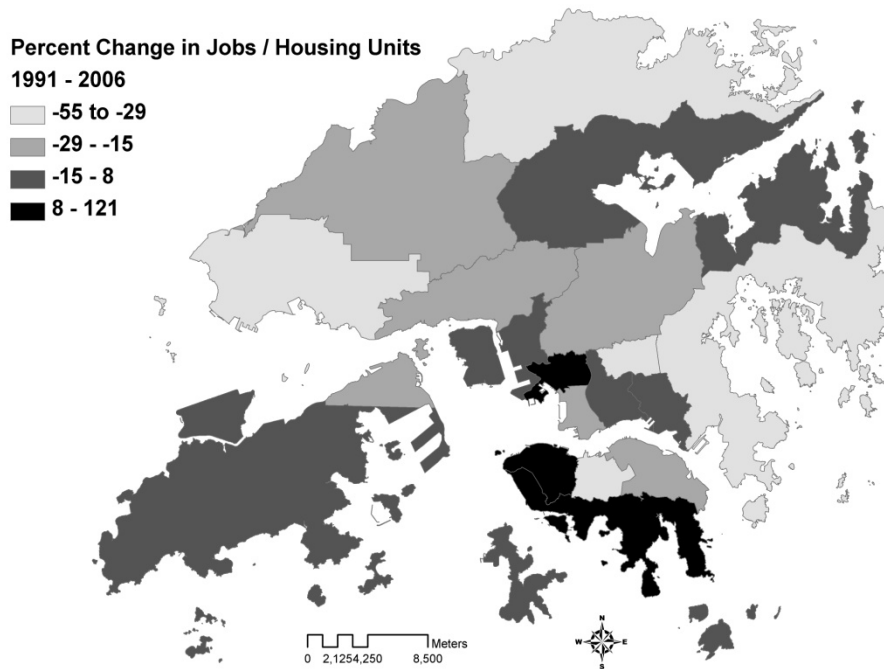 Percent Change in Jobs / Housing Units
1991 - 2006
-55 to -29
-29 - -15
-15 - 8
8 - 121
N
W E
S
Meters
0 2,1254,250 8,500